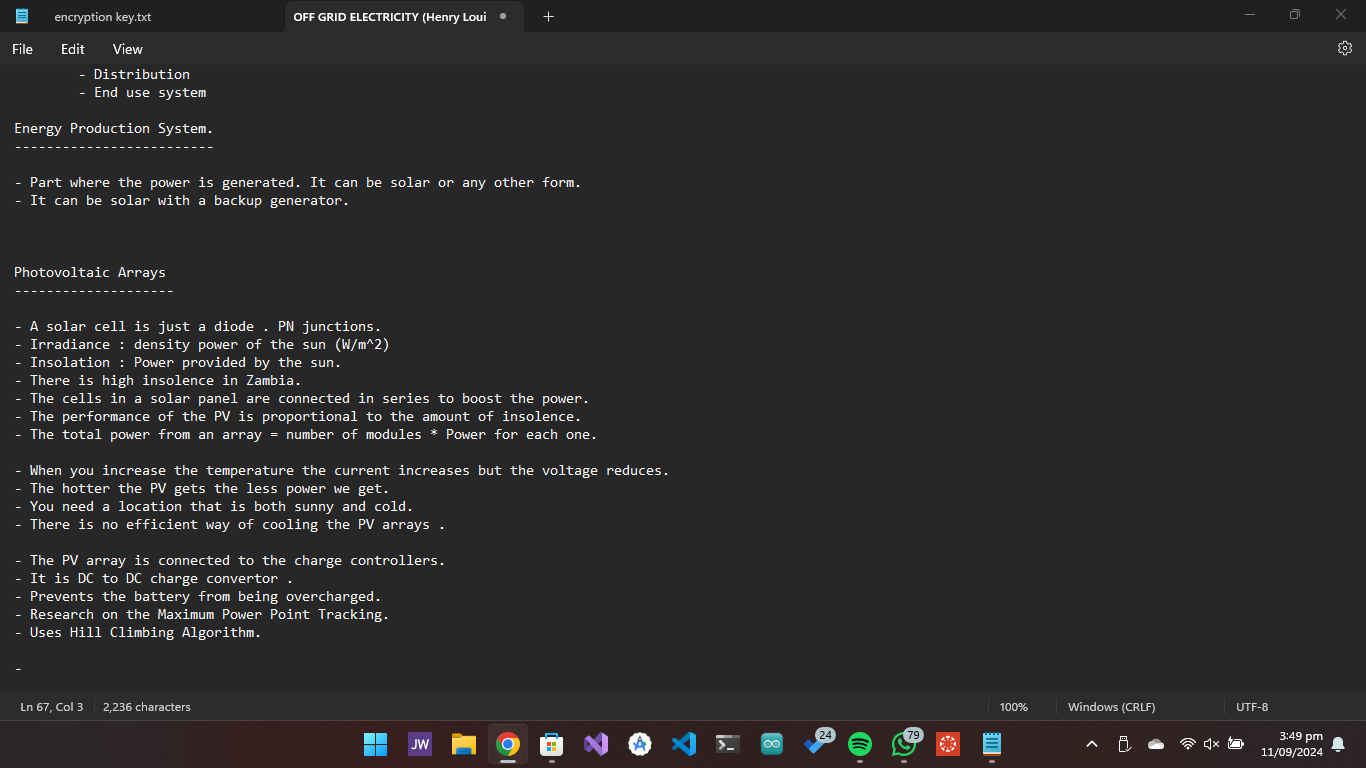 encryption key.txt
OFF GRID ELECTRICITY (Henry Loui
File Edit View
- Distribution
- End use system
Energy Production System.
-------------------------
- Part where the power is generated. It can be solar or any other form.
- It can be solar with a backup generator.
Photovoltaic Arrays
--------------------
- A solar cell is just a diode . PN junctions.
- Irradiance : density power of the sun (W/m^2)
- Insolation : Power provided by the sun.
- There is high insolence in Zambia.
- The cells in a solar panel are connected in series to boost the power.
- The performance of the PV is proportional to the amount of insolence.
- The total power from an array = number of modules * Power for each one.
- When you increase the temperature the current increases but the voltage reduces.
- The hotter the PV gets the less power we get.
- You need a location that is both sunny and cold.
- There is no efficient way of cooling the PV arrays .
- The PV array is connected to the charge controllers.
- It is DC to DC charge convertor .
- Prevents the battery from being overcharged.
- Research on the Maximum Power Point Tracking.
- Uses Hill Climbing Algorithm.
-
Ln 67, Col 3 2,236 characters 100% Windows (CRLF) UTF-8
JW 24 79
3:49 pm
11/09/2024